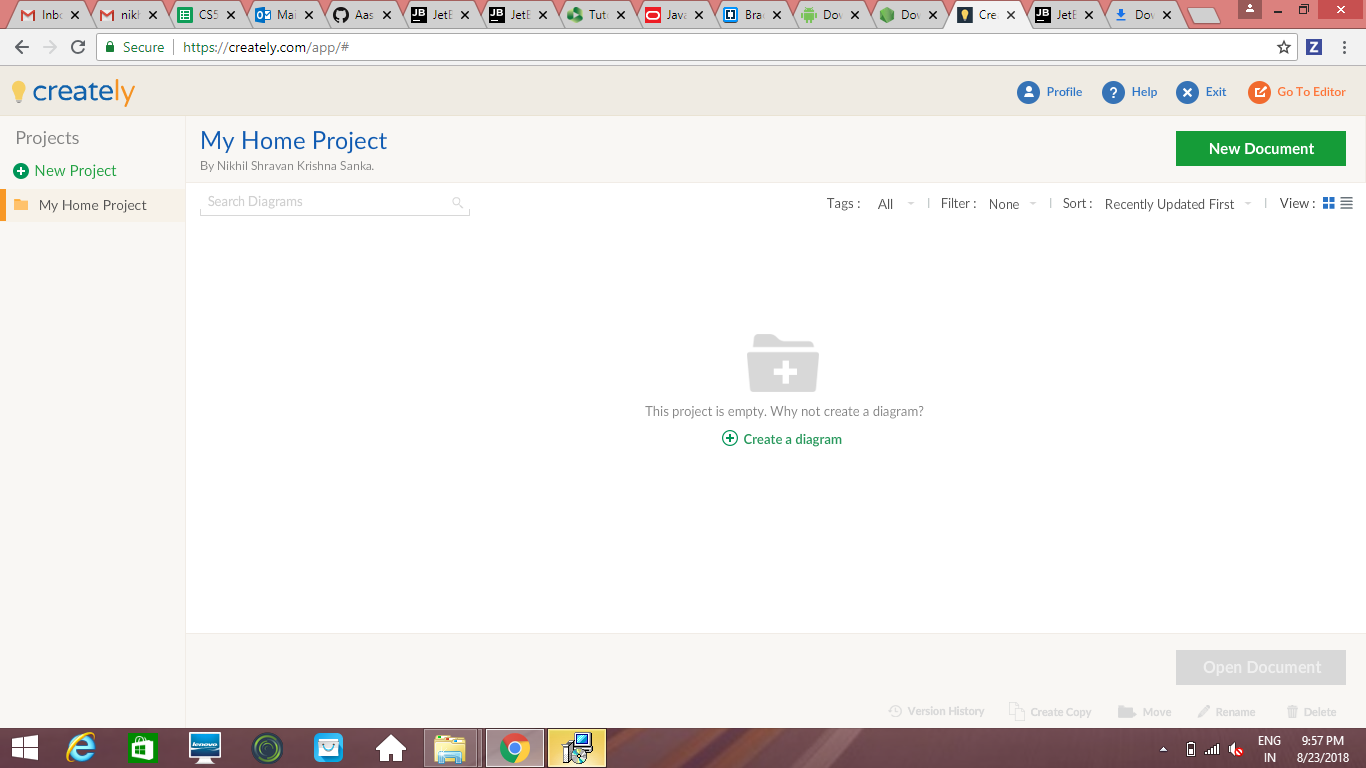 Inbo nikh CS5 Mai Aas JetB JetB Tuto Java Brac Dov Dov Cre JetB Dov
Secure https://creately.com/app/#
creately Profile Help Exit Go To Editor
Projects
New Project
My Home Project
My Home Project
By Nikhil Shravan Krishna Sanka.
New Document
Search Diagrams
Tags : All Filter : None Sort : Recently Updated First View :
This project is empty. Why not create a diagram?
Create a diagram
Open Document
Version History Create Copy Move Rename Delete
lenovo
ENG 9:57 PM
IN 8/23/2018